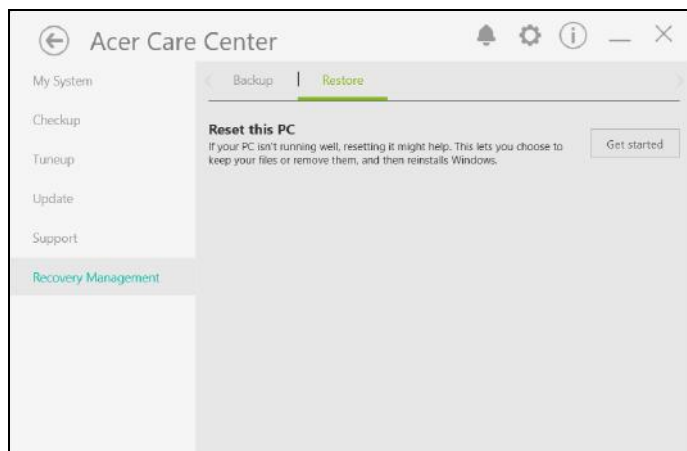 Acer Care Center
My System
Checkup
Tuneup
Update
Support
Recovery Management
Backup Restore
Reset this PC
If your PC isn't running well, resetting it might help. This lets you choose to
keep your files or remove them, and then reinstalls Windows.
Get started